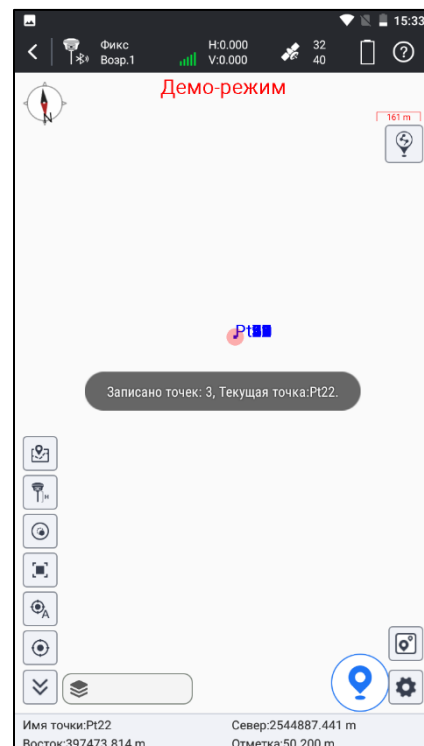 15:33
Фикс H:0.000 32
Возр.1 V:0.000 40
Демо-режим
161 m
Pt
Записано точек: 3, Текущая точка:Pt22.
Имя точки:Pt22 Север:2544887.441 m
Восток:397473.814 m Отметка:50.200 m